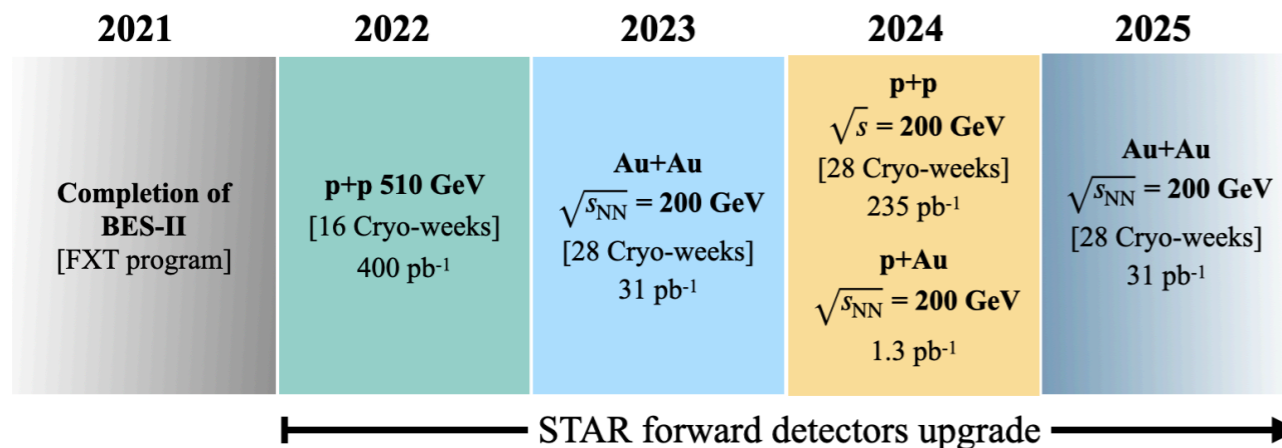 2021
2022
2023
2024
2025
Completion of
BES-II
[FXT program]
p+p 510 GeV
[16 Cryo-weeks]
400 pb⁻¹
Au+Au
√s_NN = 200 GeV
[28 Cryo-weeks]
31 pb⁻¹
p+p
√s = 200 GeV
[28 Cryo-weeks]
235 pb⁻¹
p+Au
√s_NN = 200 GeV
1.3 pb⁻¹
Au+Au
√s_NN = 200 GeV
[28 Cryo-weeks]
31 pb⁻¹
STAR forward detectors upgrade